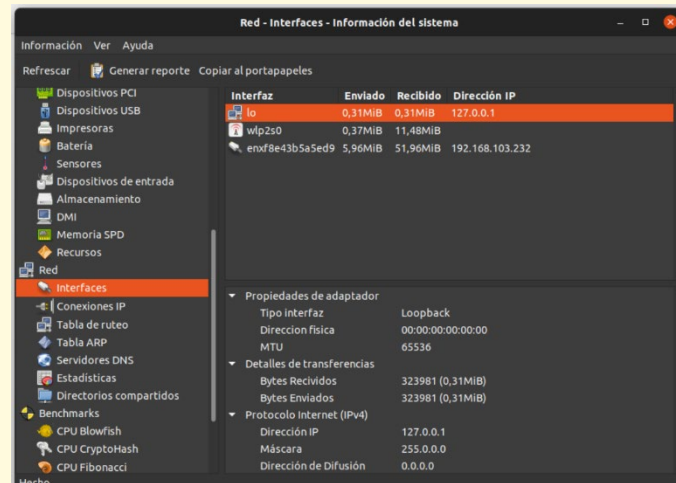 Red - Interfaces - Información del sistema
Información Ver Ayuda
Refrescar Generar reporte Copiar al portapapeles
Dispositivos PCI
Dispositivos USB
Impresoras
Batería
Sensores
Dispositivos de entrada
Almacenamiento
DMI
Memoria SPD
Recursos
Red
Interfaces
Conexiones IP
Tabla de ruteo
Tabla ARP
Servidores DNS
Estadísticas
Directorios compartidos
Benchmarks
CPU Blowfish
CPU CryptoHash
CPU Fibonacci
Interfaz Enviado Recibido Dirección IP
lo 0,31MiB 0,31MiB 127.0.0.1
wlp2s0 0,37MiB 11,48MiB
enxf8e43b5a5ed9 5,96MiB 51,96MiB 192.168.103.232
Propiedades de adaptador
Tipo interfaz Loopback
Direccion fisica 00:00:00:00:00:00
MTU 65536
Detalles de transferencias
Bytes Recividos 323981 (0,31MiB)
Bytes Enviados 323981 (0,31MiB)
Protocolo Internet (IPv4)
Dirección IP 127.0.0.1
Máscara 255.0.0.0
Dirección de Difusión 0.0.0.0
Hecho